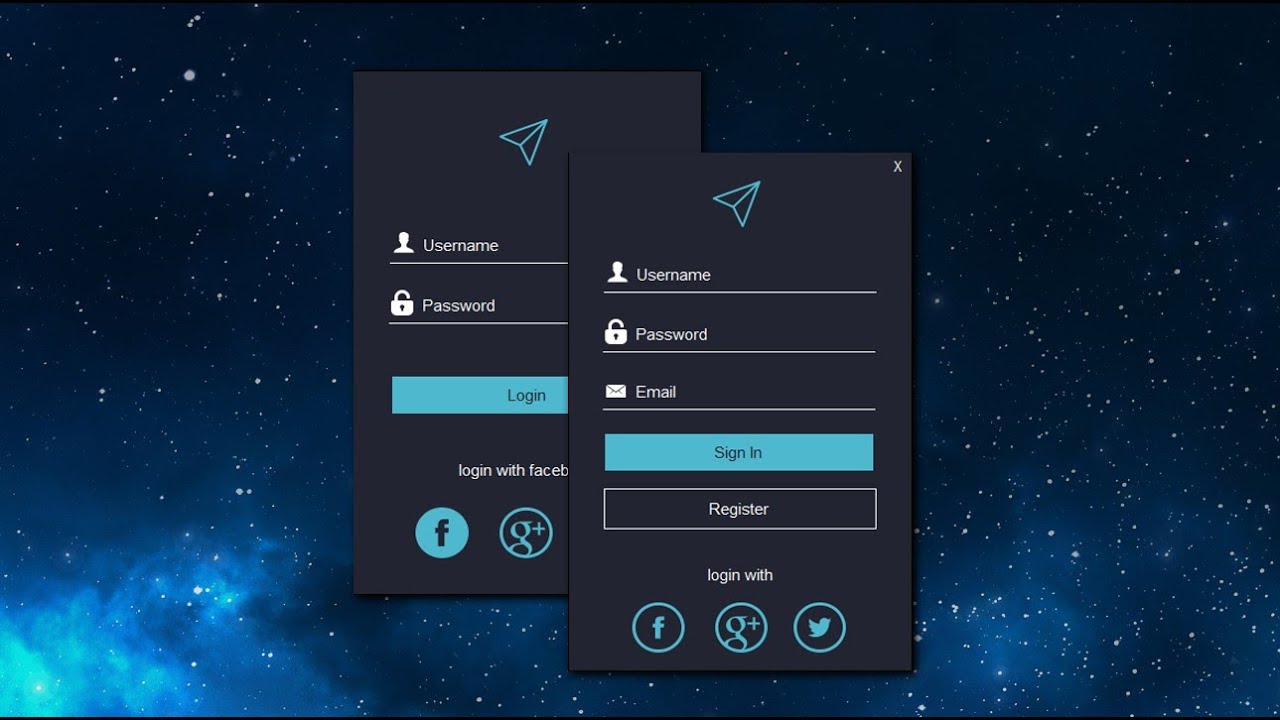 Username
Password
Login
login with faceb
f
g+
X
Username
Password
Email
Sign In
Register
login with
f
g+